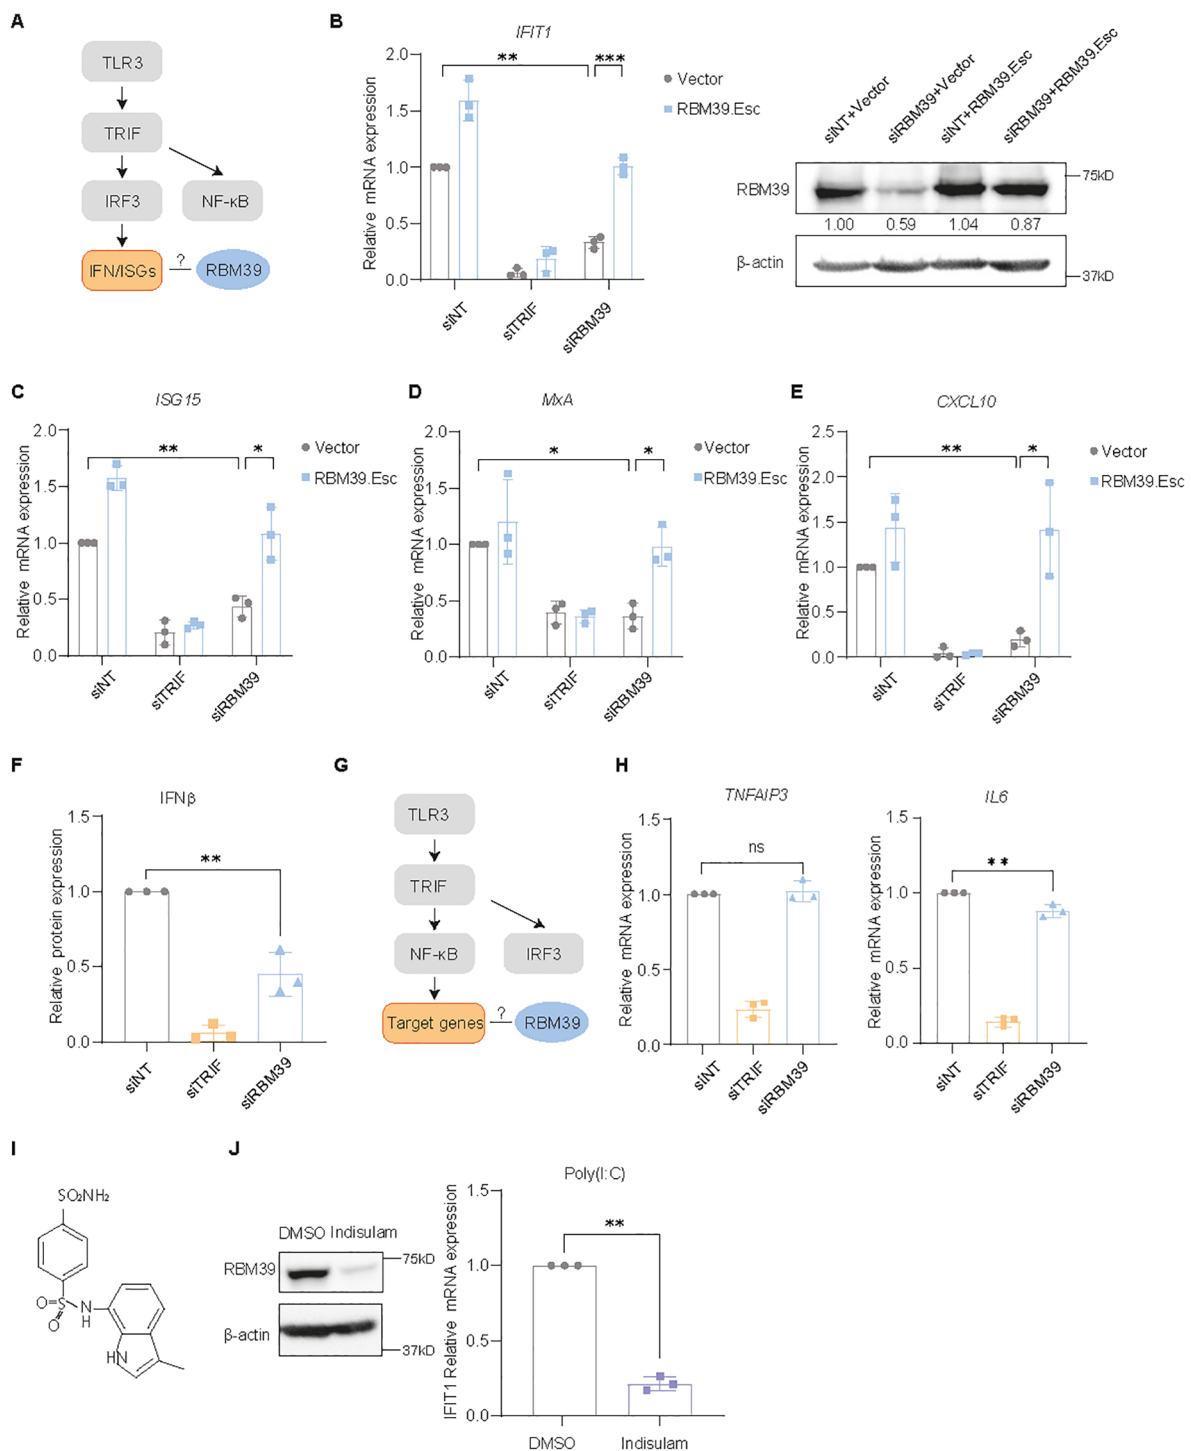 A
TLR3
TRIF
IRF3
NF-κB
IFN/ISGs
?
RBM39
B
IFIT1
Relative mRNA expression
2.0
1.5
1.0
0.5
0.0
**
***
Vector
RBM39.Esc
siNT
siTRIF
siRBM39
siNT+Vector
siRBM39+Vector
siNT+RBM39.Esc
siRBM39+RBM39.Esc
RBM39
75kD
1.00 0.59 1.04 0.87
β-actin
37kD
C
ISG15
Relative mRNA expression
2.0
1.5
1.0
0.5
0.0
**
*
Vector
RBM39.Esc
siNT
siTRIF
siRBM39
D
MxA
Relative mRNA expression
2.0
1.5
1.0
0.5
0.0
*
*
Vector
RBM39.Esc
siNT
siTRIF
siRBM39
E
CXCL10
Relative mRNA expression
2.5
2.0
1.5
1.0
0.5
0.0
**
*
Vector
RBM39.Esc
siNT
siTRIF
siRBM39
F
IFNβ
Relative protein expression
1.5
1.0
0.5
0.0
**
siNT
siTRIF
siRBM39
G
TLR3
TRIF
NF-κB
IRF3
Target genes
?
RBM39
H
TNFAIP3
Relative mRNA expression
1.5
1.0
0.5
0.0
ns
siNT
siTRIF
siRBM39
IL6
Relative mRNA expression
1.5
1.0
0.5
0.0
**
siNT
siTRIF
siRBM39
I
SO₂NH₂
O
S
O
N
H
HN
J
DMSO Indisulam
RBM39
75kD
β-actin
37kD
Poly(I:C)
IFIT1 Relative mRNA expression
1.5
1.0
0.5
0.0
**
DMSO
Indisulam